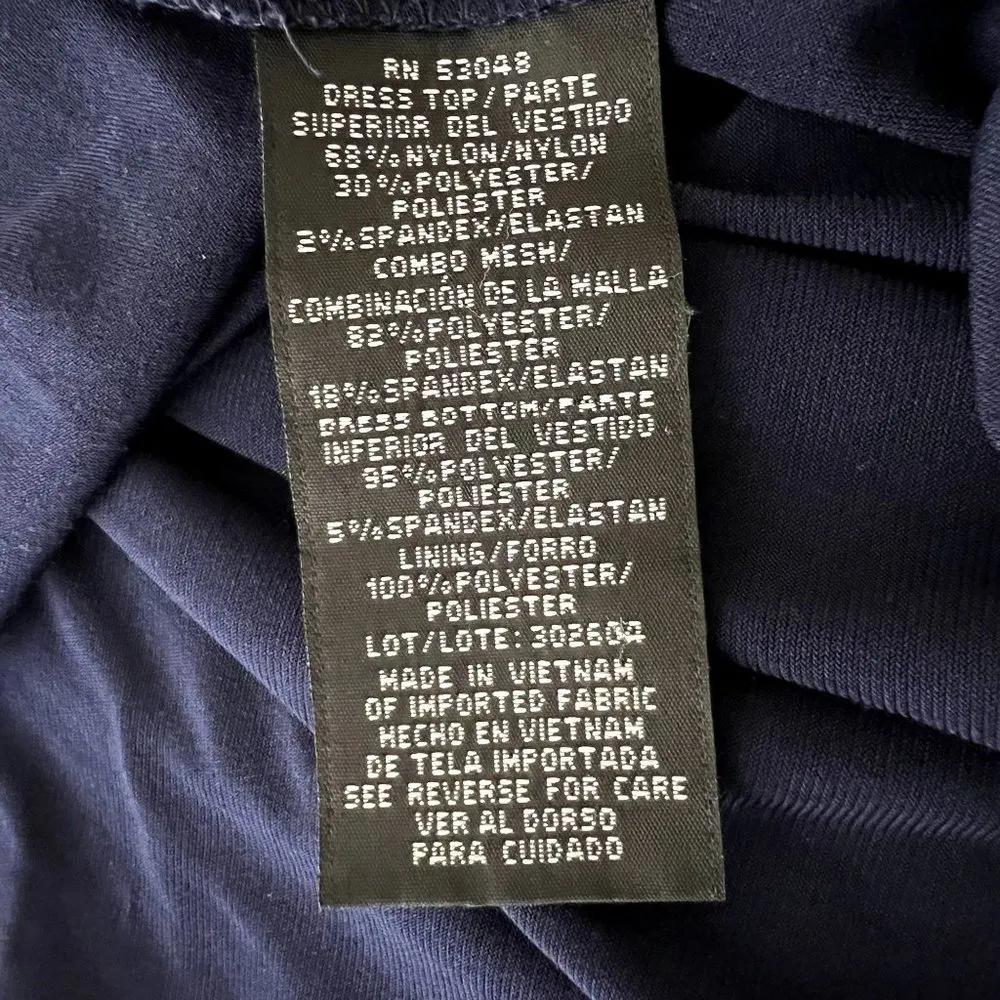 RN 53048
DRESS TOP/PARTE
SUPERIOR DEL VESTIDO
68%NYLON/NYLON
30%POLYESTER/
POLIESTER
2%SPANDEX/ELASTAN
COMBO MESH/
COMBINACIÓN DE LA MALLA
82%POLYESTER/
POLIESTER
18%SPANDEX/ELASTAN
DRESS BOTTOM/PARTE
INFERIOR DEL VESTIDO
95%POLYESTER/
POLIESTER
5%SPANDEX/ELASTAN
LINING/FORRO
100%POLYESTER/
POLIESTER
LOT/LOTE: 302604
MADE IN VIETNAM
OF IMPORTED FABRIC
HECHO EN VIETNAM
DE TELA IMPORTADA
SEE REVERSE FOR CARE
VER AL DORSO
PARA CUIDADO